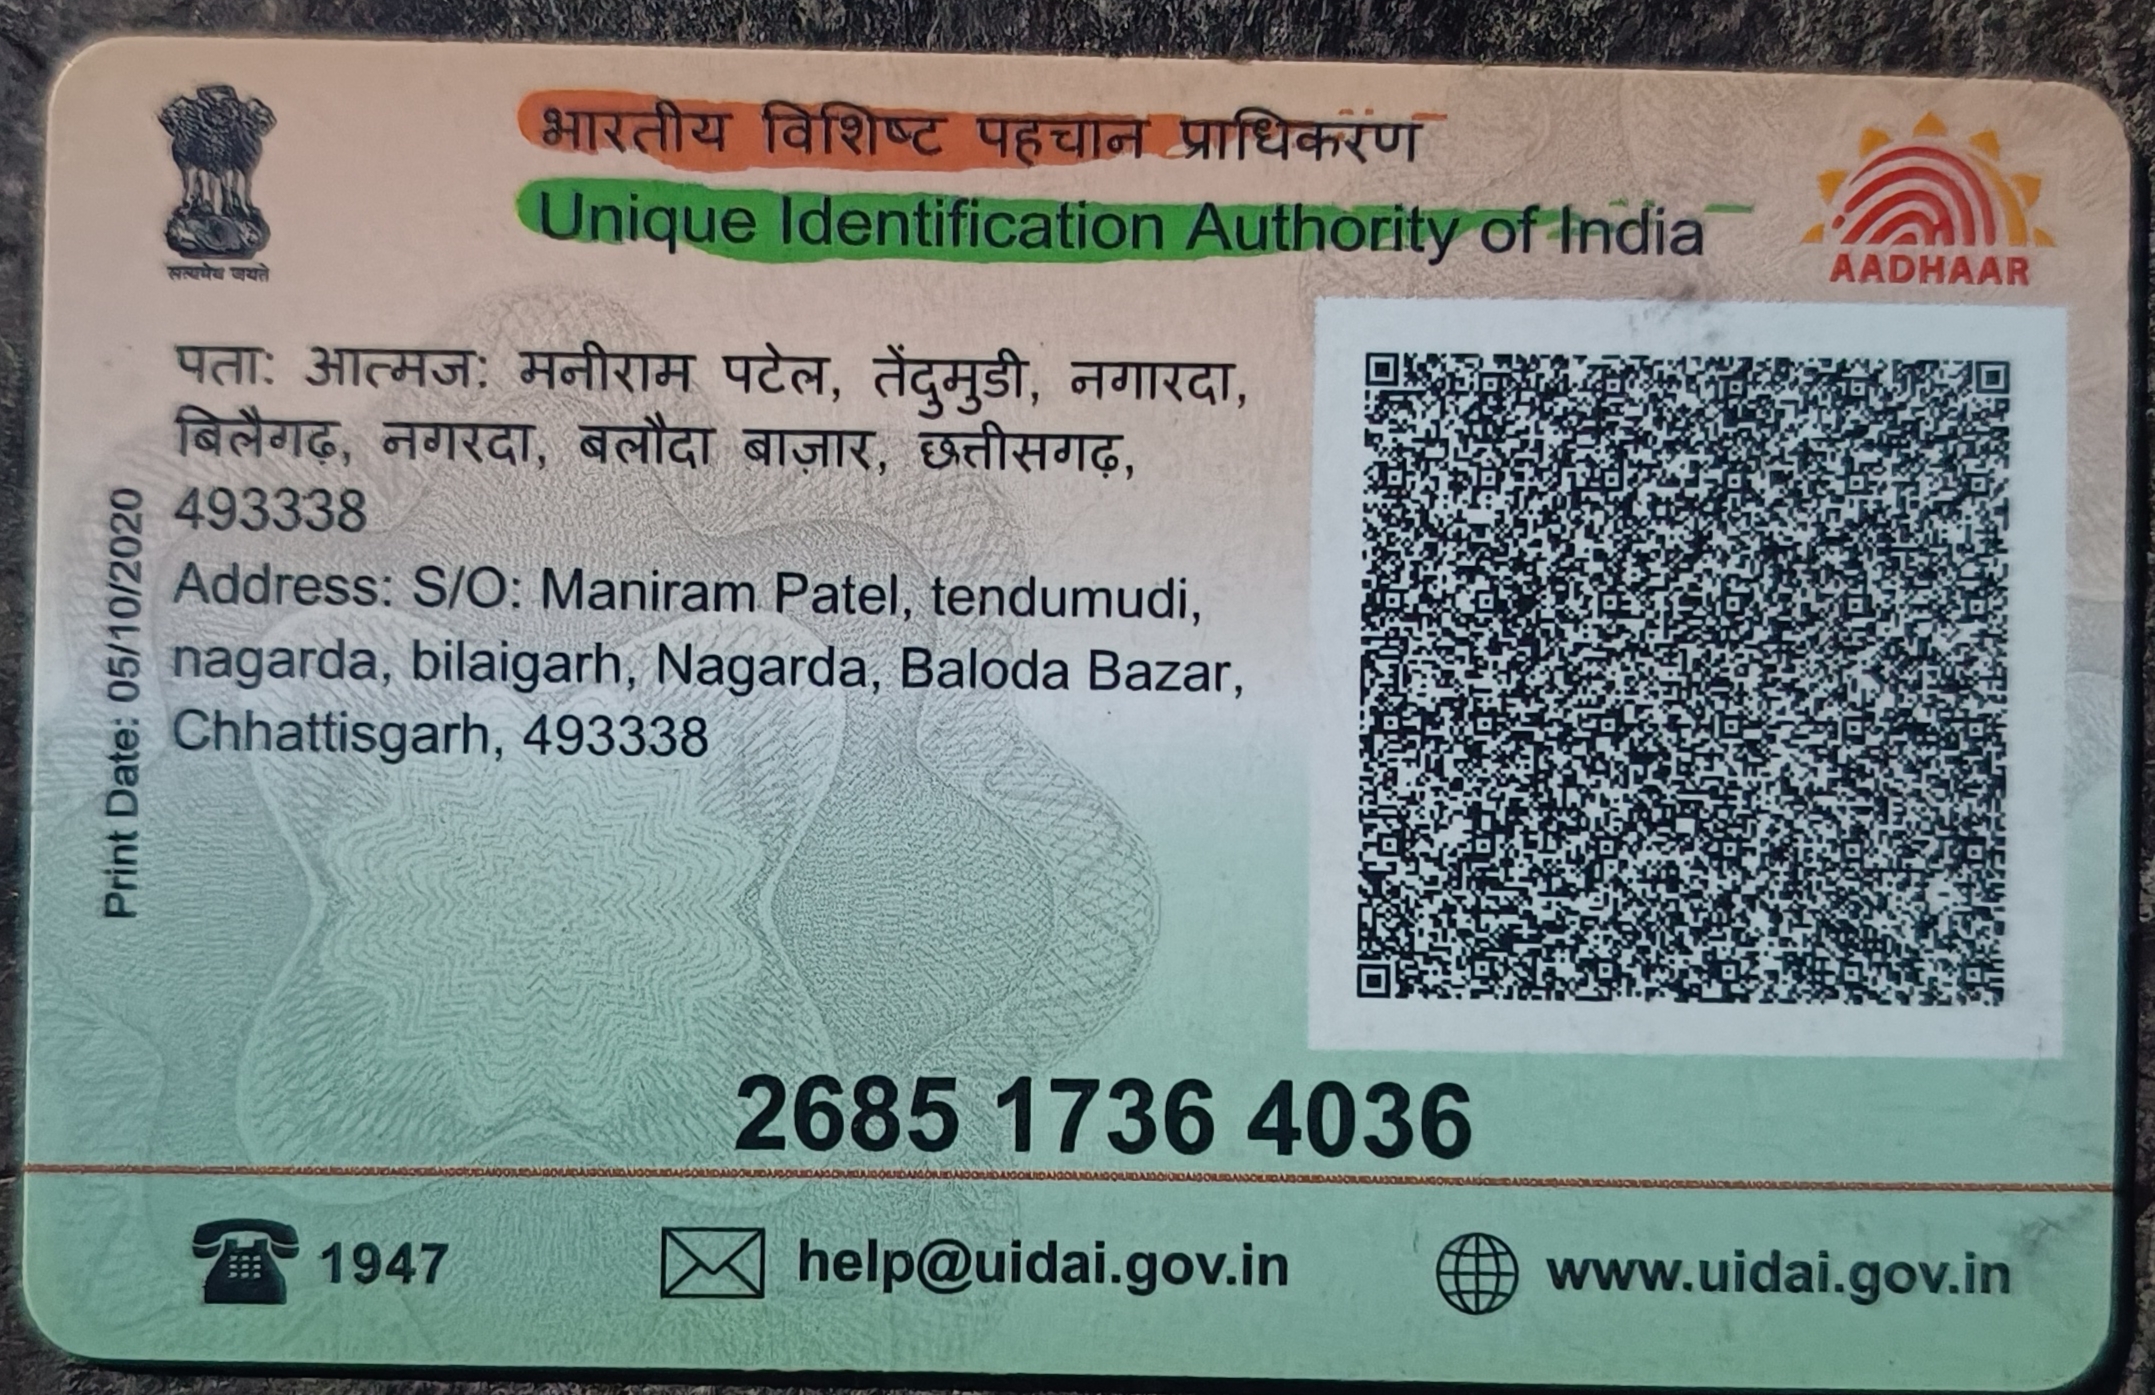 भारतीय विशिष्ट पहचान प्राधिकरण
Unique Identification Authority of India
सत्यमेव जयते
AADHAAR
पता: आत्मज: मनीराम पटेल, तेंदुमुडी, नगारदा,
बिलैगढ़, नगरदा, बलौदा बाज़ार, छत्तीसगढ़,
493338
Address: S/O: Maniram Patel, tendumudi,
nagarda, bilaigarh, Nagarda, Baloda Bazar,
Chhattisgarh, 493338
Print Date: 05/10/2020
2685 1736 4036
1947
help@uidai.gov.in
www.uidai.gov.in